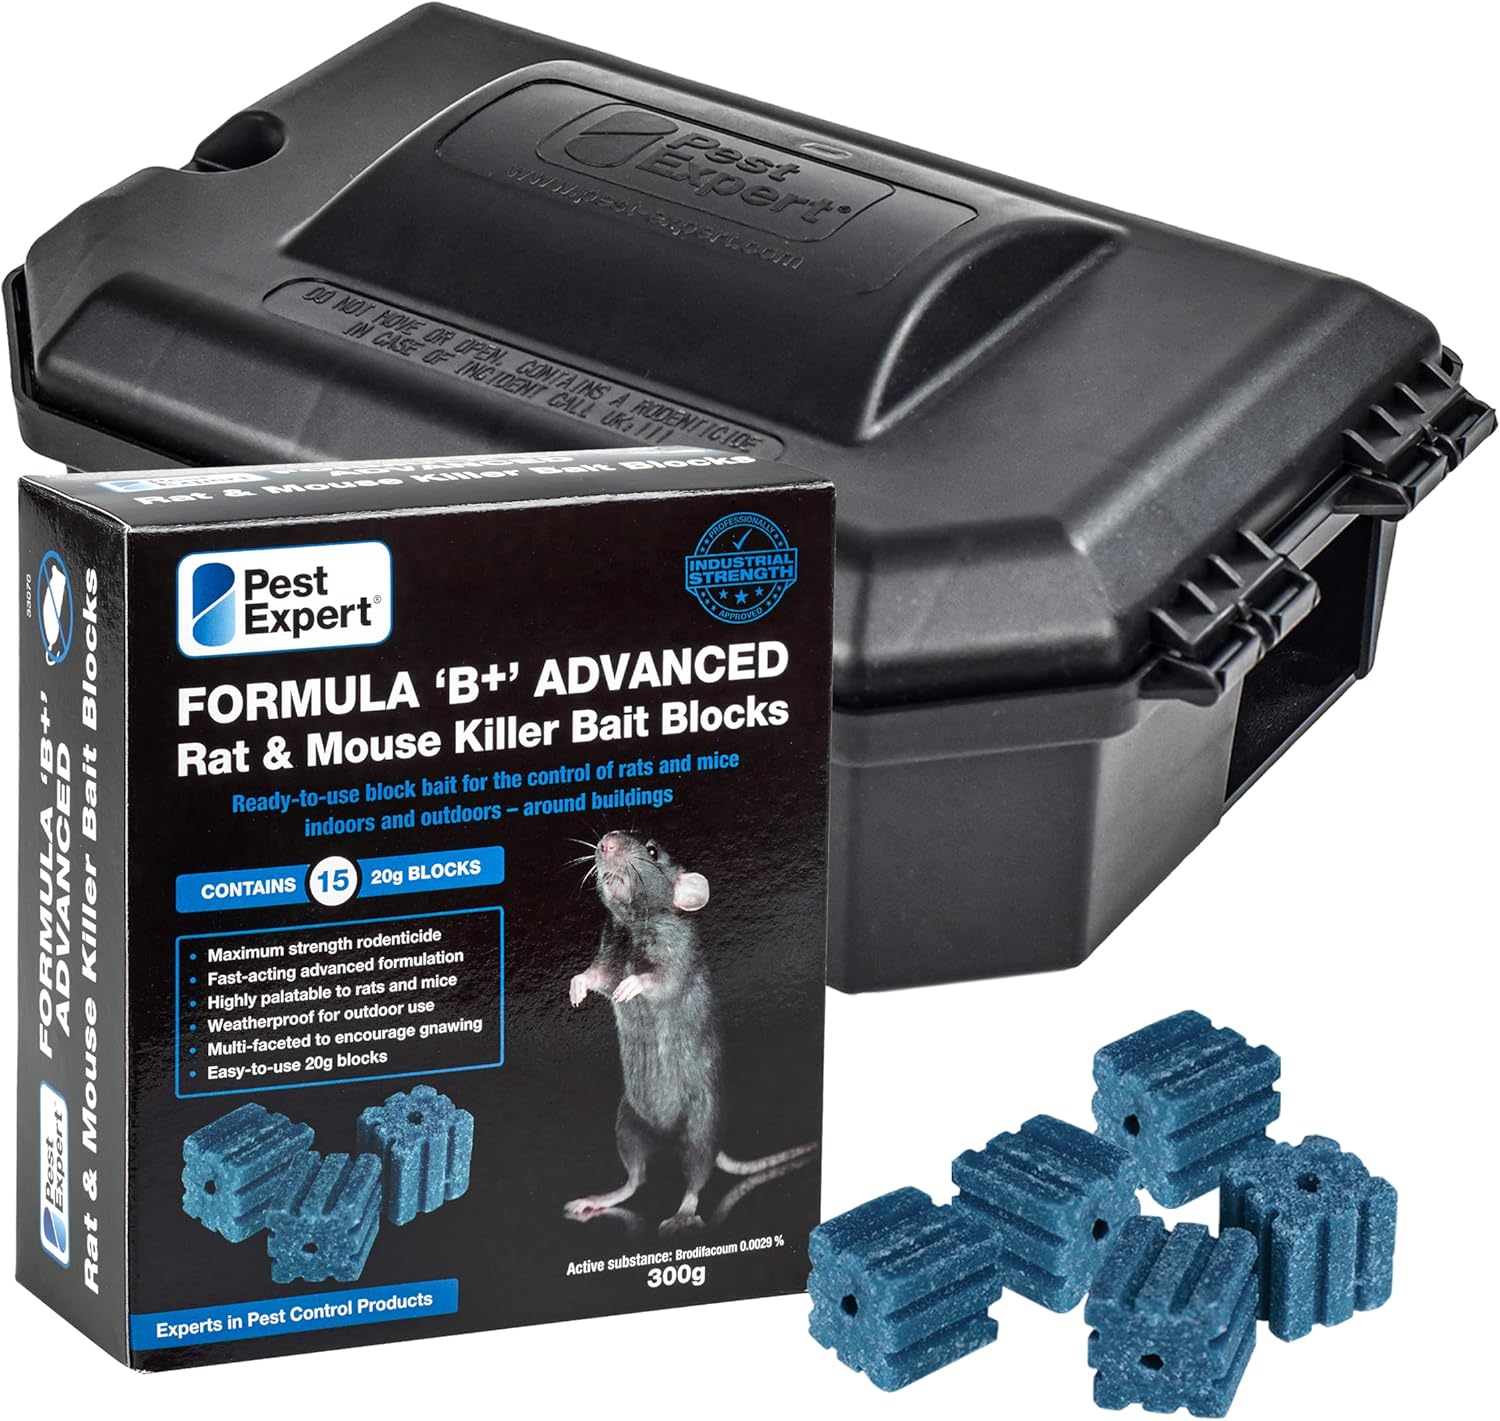 Pest
Expert®
www.pest-expert.com
DO NOT MOVE OR OPEN. CONTAINS A RODENTICIDE
IN CASE OF INCIDENT CALL UK: 111
Rat & Mouse Killer Bait Blocks
Pest
Expert®
PROFESSIONALLY
INDUSTRIAL
STRENGTH
APPROVED
FORMULA ‘B+’ ADVANCED
Rat & Mouse Killer Bait Blocks
Ready-to-use block bait for the control of rats and mice
indoors and outdoors – around buildings
CONTAINS 15 20g BLOCKS
• Maximum strength rodenticide
• Fast-acting advanced formulation
• Highly palatable to rats and mice
• Weatherproof for outdoor use
• Multi-faceted to encourage gnawing
• Easy-to-use 20g blocks
Active substance: Brodifacoum 0.0029 %
300g
Experts in Pest Control Products
33070
FORMULA ‘B+’
ADVANCED
Rat & Mouse Killer Bait Blocks
Pest
Expert®